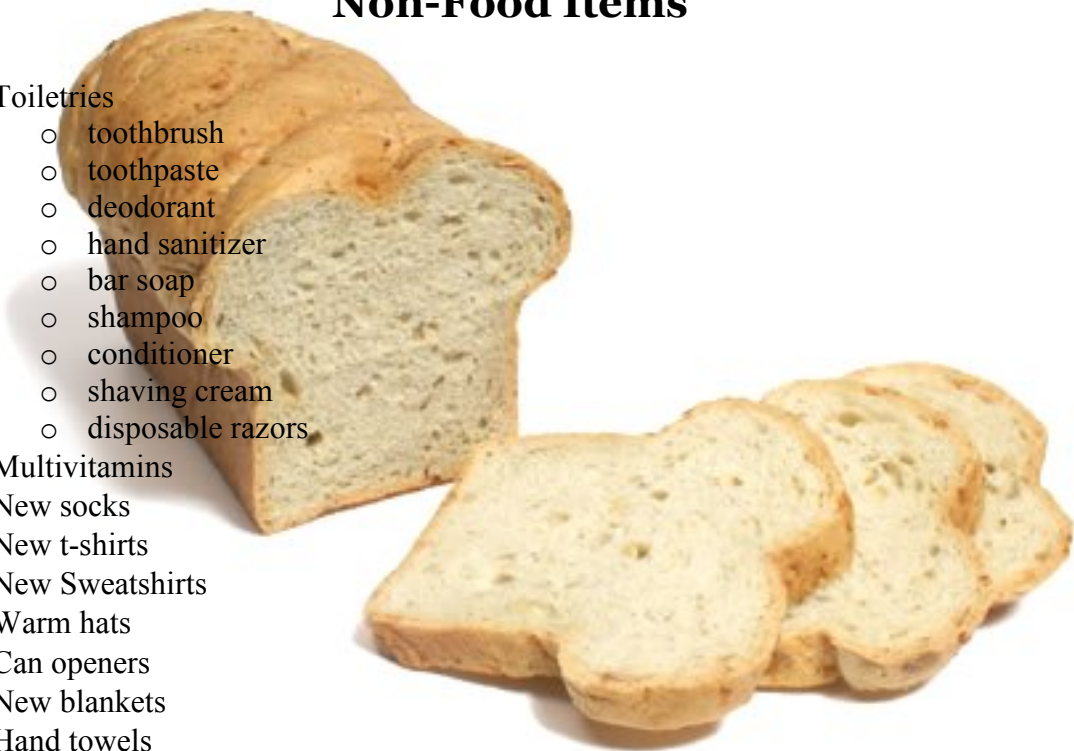 Non-Food Items
Toiletries
o toothbrush
o toothpaste
o deodorant
o hand sanitizer
o bar soap
o shampoo
o conditioner
o shaving cream
o disposable razors
Multivitamins
New socks
New t-shirts
New Sweatshirts
Warm hats
Can openers
New blankets
Hand towels